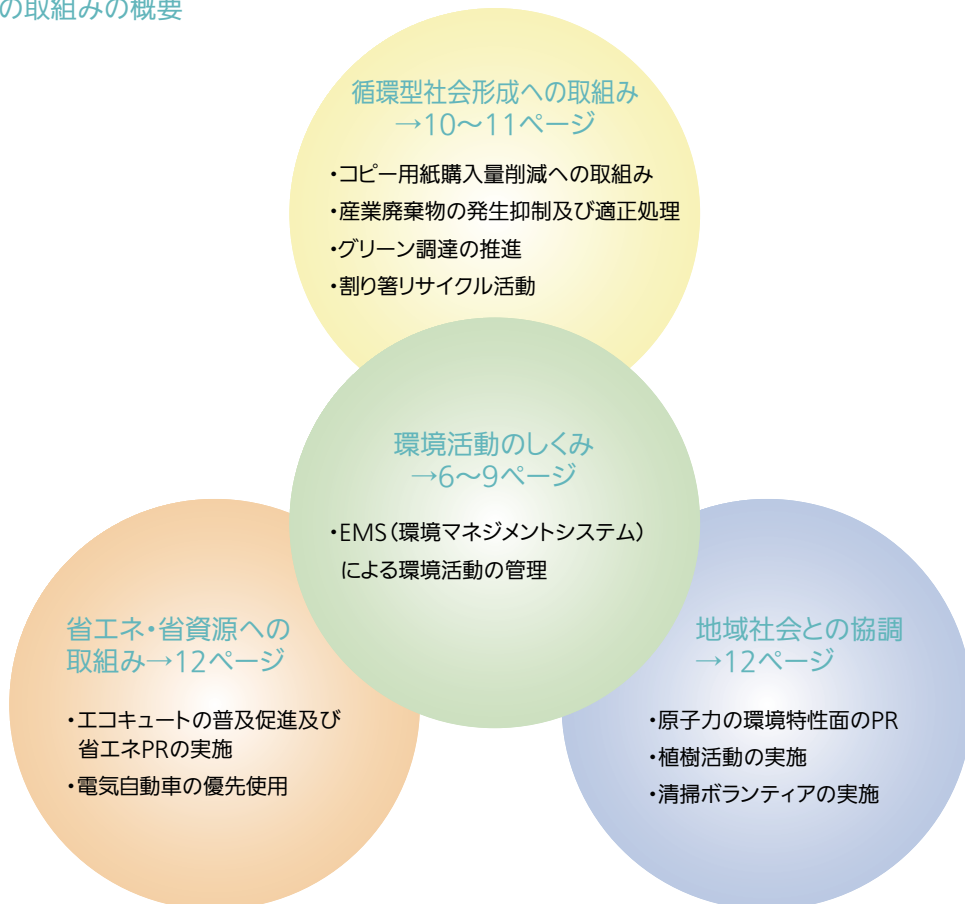 の取組みの概要
循環型社会形成への取組み
→10～11ページ
・コピー用紙購入量削減への取組み
・産業廃棄物の発生抑制及び適正処理
・グリーン調達の推進
・割り箸リサイクル活動
環境活動のしくみ
→6～9ページ
・EMS（環境マネジメントシステム）
による環境活動の管理
省エネ・省資源への
取組み→12ページ
・エコキュートの普及促進及び
省エネPRの実施
・電気自動車の優先使用
地域社会との協調
→12ページ
・原子力の環境特性面のPR
・植樹活動の実施
・清掃ボランティアの実施